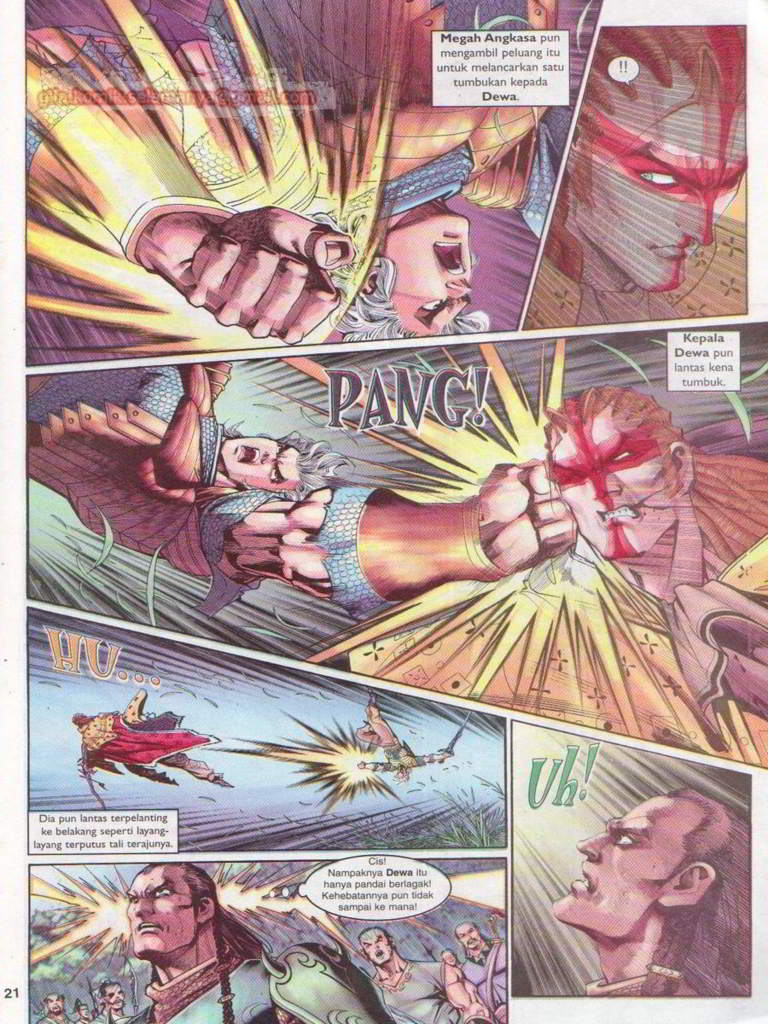 Megah Angkasa pun
mengambil peluang itu
untuk melancarkan satu
tumbukan kepada
Dewa.
!!
Kepala
Dewa pun
lantas kena
tumbuk.
PANG!
HU....
Dia pun lantas terpelanting
ke belakang seperti layang-
layang terputus tali terajunya.
Uh!
Cis!
Nampaknya Dewa itu
hanya pandai berlagak!
Kehebatannya pun tidak
sampai ke mana!
21